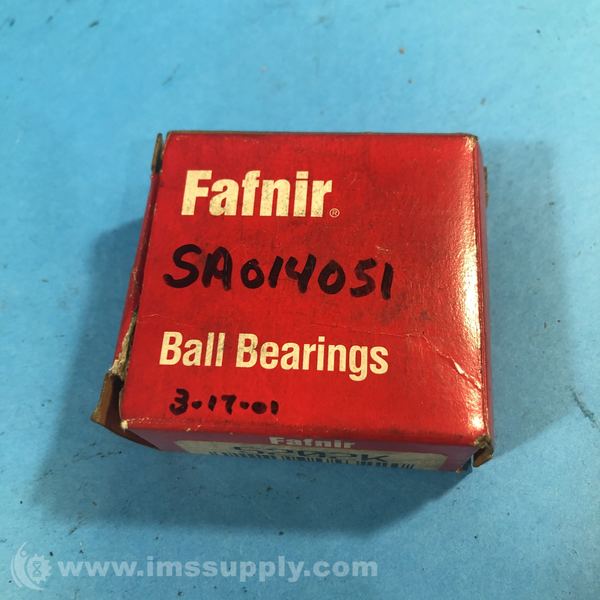 Fafnir®
SA014051
Ball Bearings
3-17-01
Fafnir
www.imssupply.com